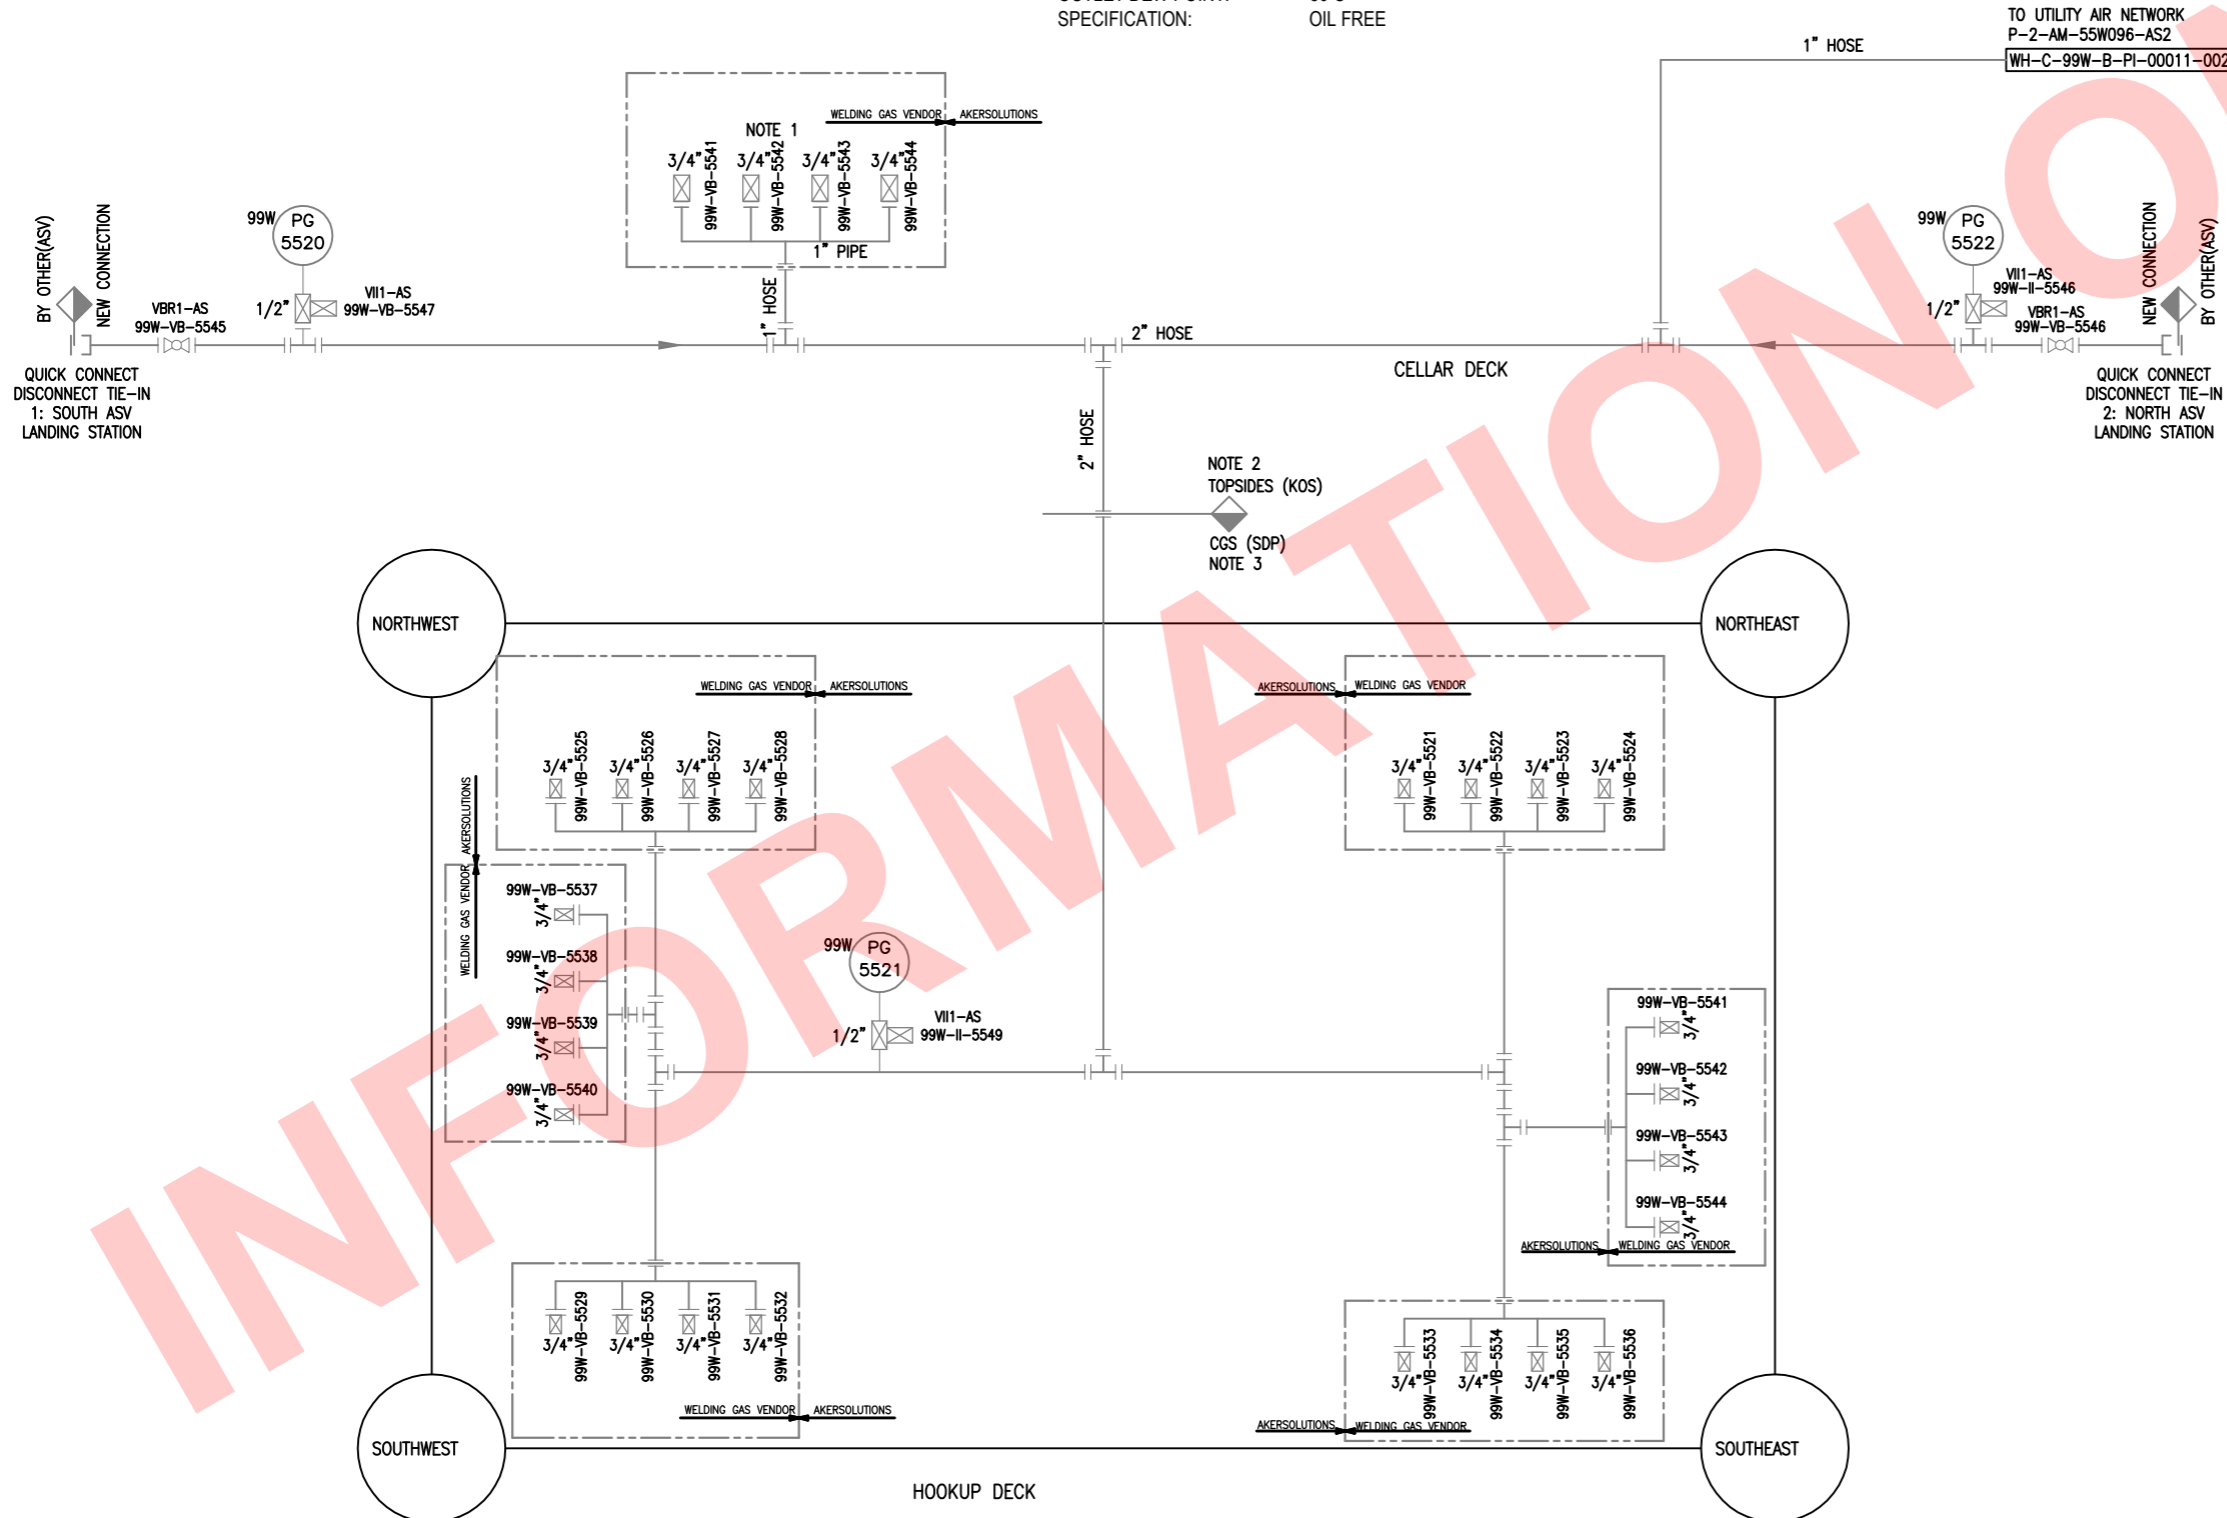 SPECIFICATION: OIL FREE
TO UTILITY AIR NETWORK
P-2-AM-55W096-AS2
WH-C-99W-B-PI-00011-002
1" HOSE
WELDING GAS VENDOR AKERSOLUTIONS
NOTE 1
3/4" 99W-VB-5541
3/4" 99W-VB-5542
3/4" 99W-VB-5543
3/4" 99W-VB-5544
1" PIPE
1" HOSE
BY OTHER(ASV)
NEW CONNECTION
99W PG
5520
1/2"
VII1-AS
99W-VB-5547
VBR1-AS
99W-VB-5545
QUICK CONNECT
DISCONNECT TIE-IN
1: SOUTH ASV
LANDING STATION
2" HOSE
CELLAR DECK
99W PG
5522
VII1-AS
99W-II-5546
1/2"
VBR1-AS
99W-VB-5546
NEW CONNECTION
BY OTHER(ASV)
QUICK CONNECT
DISCONNECT TIE-IN
2: NORTH ASV
LANDING STATION
2" HOSE
NOTE 2
TOPSIDES (KOS)
CGS (SDP)
NOTE 3
NORTHWEST
NORTHEAST
WELDING GAS VENDOR AKERSOLUTIONS
3/4" 99W-VB-5525
3/4" 99W-VB-5526
3/4" 99W-VB-5527
3/4" 99W-VB-5528
AKERSOLUTIONS WELDING GAS VENDOR
3/4" 99W-VB-5521
3/4" 99W-VB-5522
3/4" 99W-VB-5523
3/4" 99W-VB-5524
WELDING GAS VENDOR AKERSOLUTIONS
99W-VB-5537
3/4"
99W-VB-5538
3/4"
99W-VB-5539
3/4"
99W-VB-5540
3/4"
99W PG
5521
1/2"
VII1-AS
99W-II-5549
99W-VB-5541
3/4"
99W-VB-5542
3/4"
99W-VB-5543
3/4"
99W-VB-5544
3/4"
AKERSOLUTIONS WELDING GAS VENDOR
3/4" 99W-VB-5529
3/4" 99W-VB-5530
3/4" 99W-VB-5531
3/4" 99W-VB-5532
WELDING GAS VENDOR AKERSOLUTIONS
3/4" 99W-VB-5533
3/4" 99W-VB-5534
3/4" 99W-VB-5535
3/4" 99W-VB-5536
AKERSOLUTIONS WELDING GAS VENDOR
SOUTHWEST
SOUTHEAST
HOOKUP DECK
INFORMATION